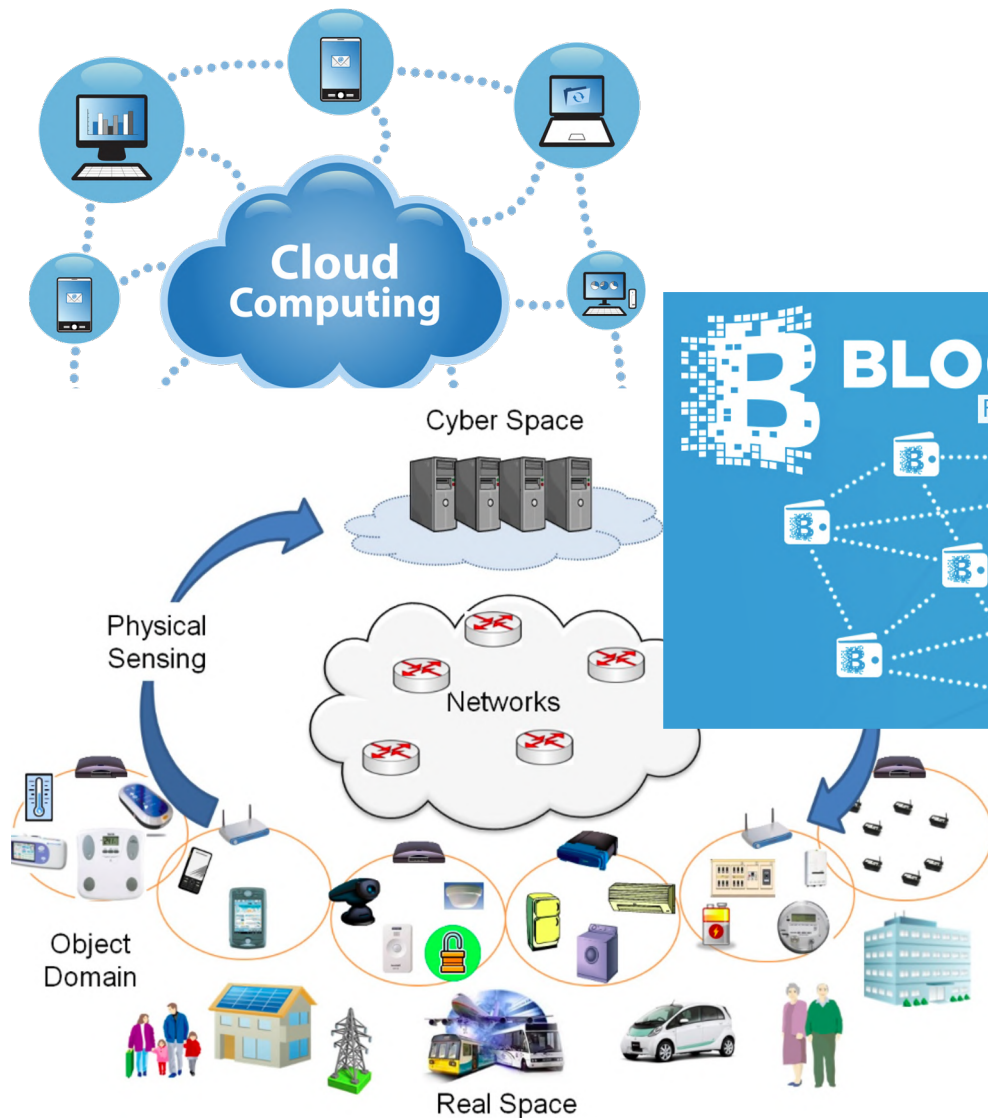 Cloud
Computing
BLO
Cyber Space
Physical
Sensing
Networks
Object
Domain
Real Space